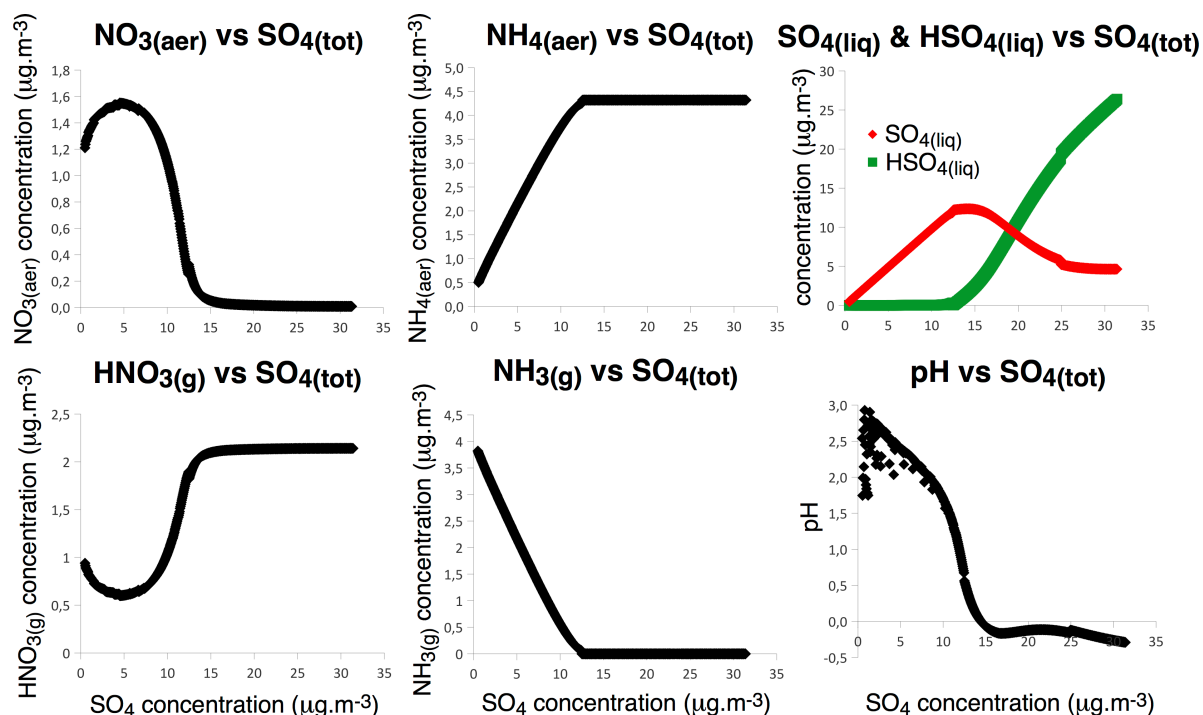 NO3(aer) vs SO4(tot)
NO3(aer) concentration (µg.m-3)
1,8
1,6
1,4
1,2
1,0
0,8
0,6
0,4
0,2
0,0
0 5 10 15 20 25 30 35
NH4(aer) vs SO4(tot)
NH4(aer) concentration (µg.m-3)
5,0
4,5
4,0
3,5
3,0
2,5
2,0
1,5
1,0
0,5
0,0
0 5 10 15 20 25 30 35
SO4(liq) & HSO4(liq) vs SO4(tot)
concentration (µg.m-3)
30
25
20
15
10
5
0
SO4(liq)
HSO4(liq)
0 5 10 15 20 25 30 35
HNO3(g) vs SO4(tot)
HNO3(g) concentration (µg.m-3)
2,5
2
1,5
1
0,5
0
0 5 10 15 20 25 30 35
SO4 concentration (µg.m-3)
NH3(g) vs SO4(tot)
NH3(g) concentration (µg.m-3)
4,5
4
3,5
3
2,5
2
1,5
1
0,5
0
0 5 10 15 20 25 30 35
SO4 concentration (µg.m-3)
pH vs SO4(tot)
pH
3,0
2,5
2,0
1,5
1,0
0,5
0,0
-0,5
0 5 10 15 20 25 30 35
SO4 concentration (µg.m-3)